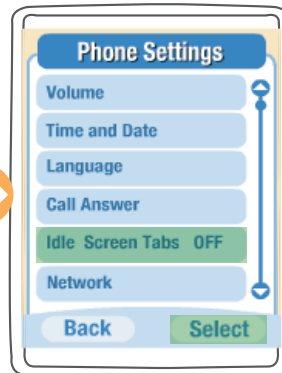 Phone Settings
Volume
Time and Date
Language
Call Answer
Idle Screen Tabs OFF
Network
Back Select